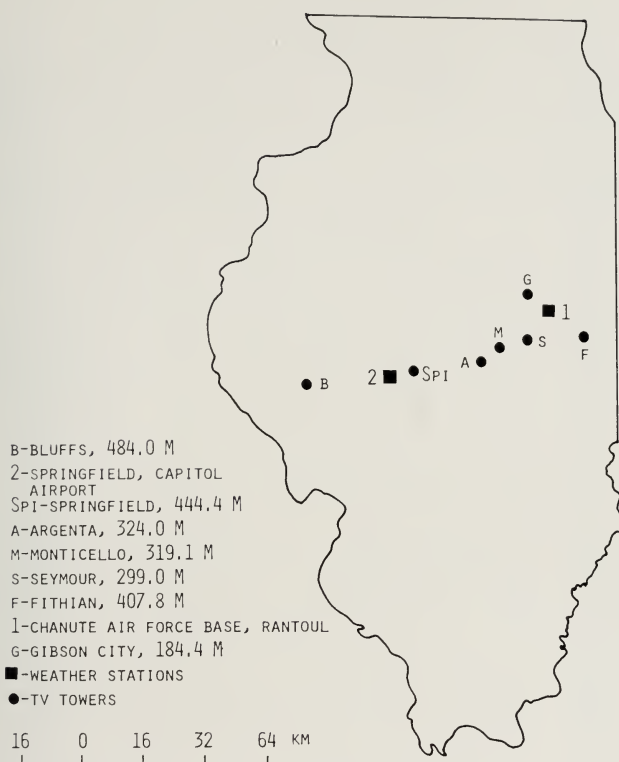 G
1
M
S
A
F
2
SPI
B
B-BLUFFS, 484.0 M
2-SPRINGFIELD, CAPITOL
AIRPORT
SPI-SPRINGFIELD, 444.4 M
A-ARGENTA, 324.0 M
M-MONTICELLO, 319.1 M
S-SEYMOUR, 299.0 M
F-FITHIAN, 407.8 M
1-CHANUTE AIR FORCE BASE, RANTOUL
G-GIBSON CITY, 184.4 M
■-WEATHER STATIONS
●-TV TOWERS
16 0 16 32 64 KM